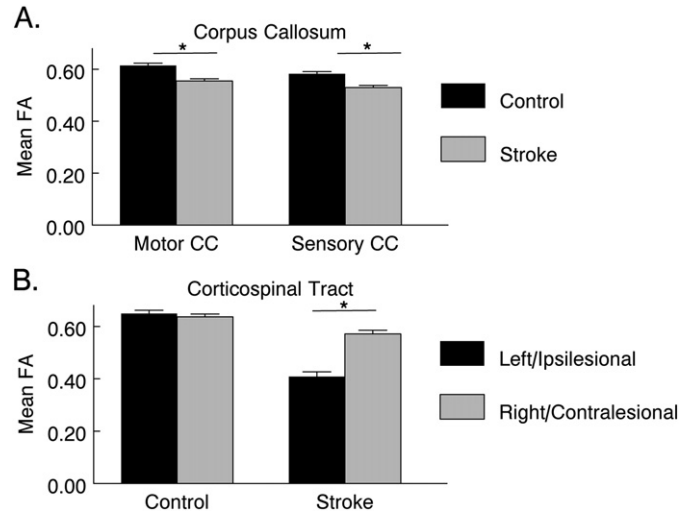 A.
Corpus Callosum
*
*
Mean FA
0.60
0.40
0.20
0.00
Motor CC
Sensory CC
Control
Stroke
B.
Corticospinal Tract
*
Mean FA
0.60
0.40
0.20
0.00
Control
Stroke
Left/Ipsilesional
Right/Contralesional